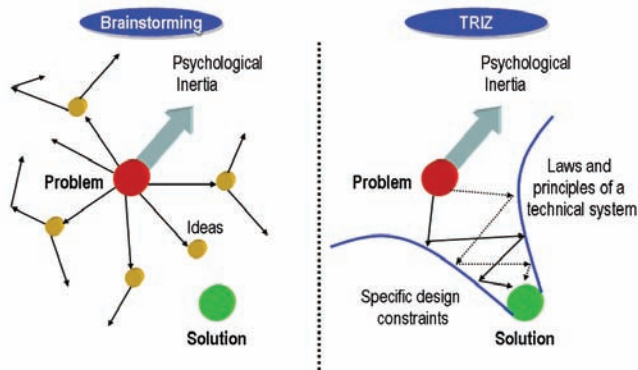 Brainstorming
Psychological
Inertia
Problem
Ideas
Solution
TRIZ
Psychological
Inertia
Problem
Laws and
principles of a
technical system
Specific design
constraints
Solution